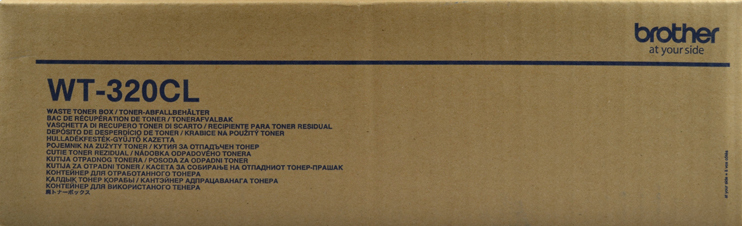 brother
at your side
WT-320CL
WASTE TONER BOX / TONER-ABFALLBEHÄLTER
BAC DE RÉCUPÉRATION DE TONER / TONERAFVALBAK
VASCHETTA DI RECUPERO TONER DI SCARTO / RECIPIENTE PARA TONER RESIDUAL
DEPÓSITO DE DESPERDÍCIO DE TONER / KRABICE NA POUŽITÝ TONER
HULLADÉKFESTÉK-GYŰJTŐ KAZETTA
POJEMNIK NA ZUŻYTY TONER / КУТИЯ ЗА ОТПАДЪЧЕН ТОНЕР
CUTIE TONER REZIDUAL / NÁDOBKA ODPADOVÉHO TONERA
KUTIJA OTPADNOG TONERA / POSODA ZA ODPADNI TONER
KUTIJA ZA OTPADNI TONER / КАСЕТА ЗА СОБИРАЊЕ НА ОТПАДНИОТ ТОНЕР-ПРАШАК
КОНТЕЙНЕР ДЛЯ ОТРАБОТАННОГО ТОНЕРА
ҚАЛДЫҚ ТОНЕР ҚОРАБЫ / КАНТЭЙНЕР АДПРАЦАВАНАГА ТОНЕРА
КОНТЕЙНЕР ДЛЯ ВИКОРИСТАНОГО ТЕНЕРА
廃トナーボックス